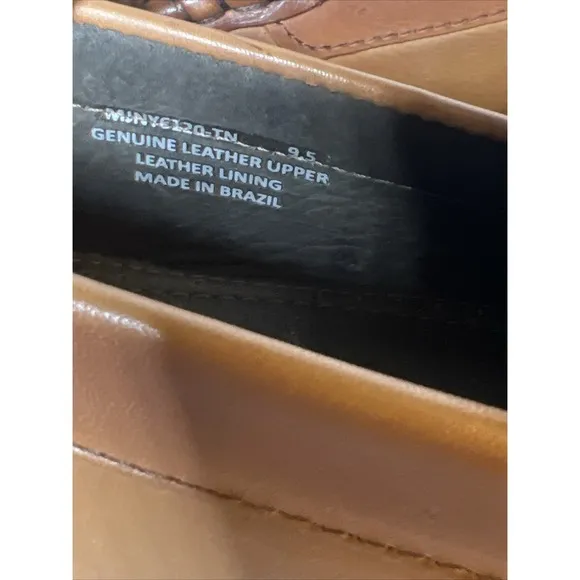 MJNYC120-TN 9.5
GENUINE LEATHER UPPER
LEATHER LINING
MADE IN BRAZIL